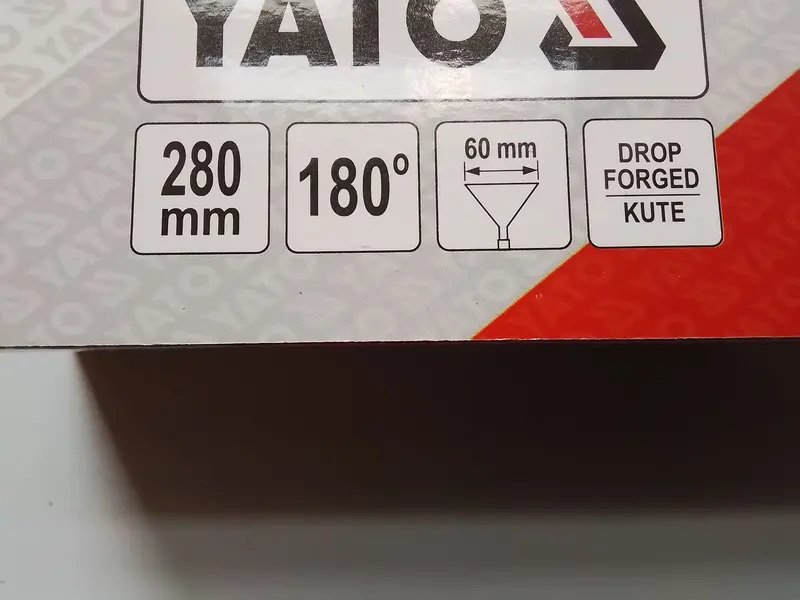 YATO
280
mm
180°
60 mm
DROP
FORGED
KUTE